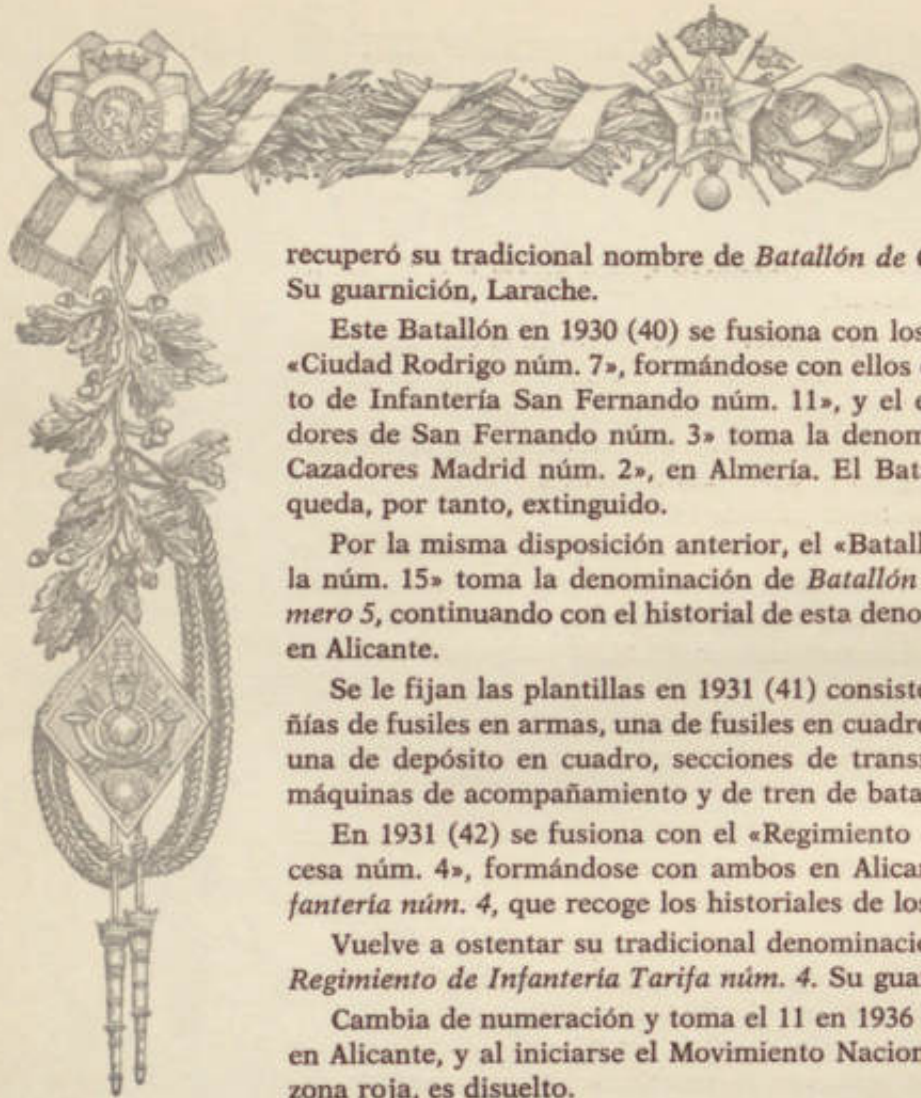 recuperó su tradicional nombre de Batallón de
Su guarnición, Larache.
Este Batallón en 1930 (40) se fusiona con los
«Ciudad Rodrigo núm. 7», formándose con ellos
to de Infantería San Fernando núm. 11», y el
dores de San Fernando núm. 3» toma la denom
Cazadores Madrid núm. 2», en Almería. El Bat
queda, por tanto, extinguido.
Por la misma disposición anterior, el «Batall
la núm. 15» toma la denominación de Batallón
mero 5, continuando con el historial de esta deno
en Alicante.
Se le fijan las plantillas en 1931 (41) consiste
ñías de fusiles en armas, una de fusiles en cuadro
una de depósito en cuadro, secciones de trans
máquinas de acompañamiento y de tren de bata
En 1931 (42) se fusiona con el «Regimiento
cesa núm. 4», formándose con ambos en Alica
fantería núm. 4, que recoge los historiales de los
Vuelve a ostentar su tradicional denominació
Regimiento de Infantería Tarifa núm. 4. Su gua
Cambia de numeración y toma el 11 en 1936
en Alicante, y al iniciarse el Movimiento Nacion
zona roja, es disuelto.